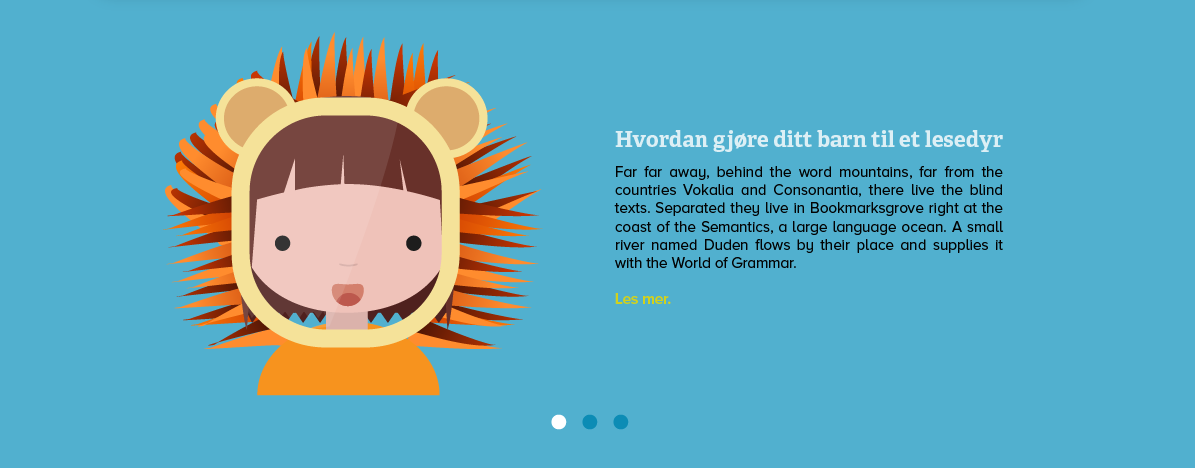 Hvordan gjøre ditt barn til et lesedyr
Far far away, behind the word mountains, far from the
countries Vokalia and Consonantia, there live the blind
texts. Separated they live in Bookmarksgrove right at the
coast of the Semantics, a large language ocean. A small
river named Duden flows by their place and supplies it
with the World of Grammar.
Les mer.